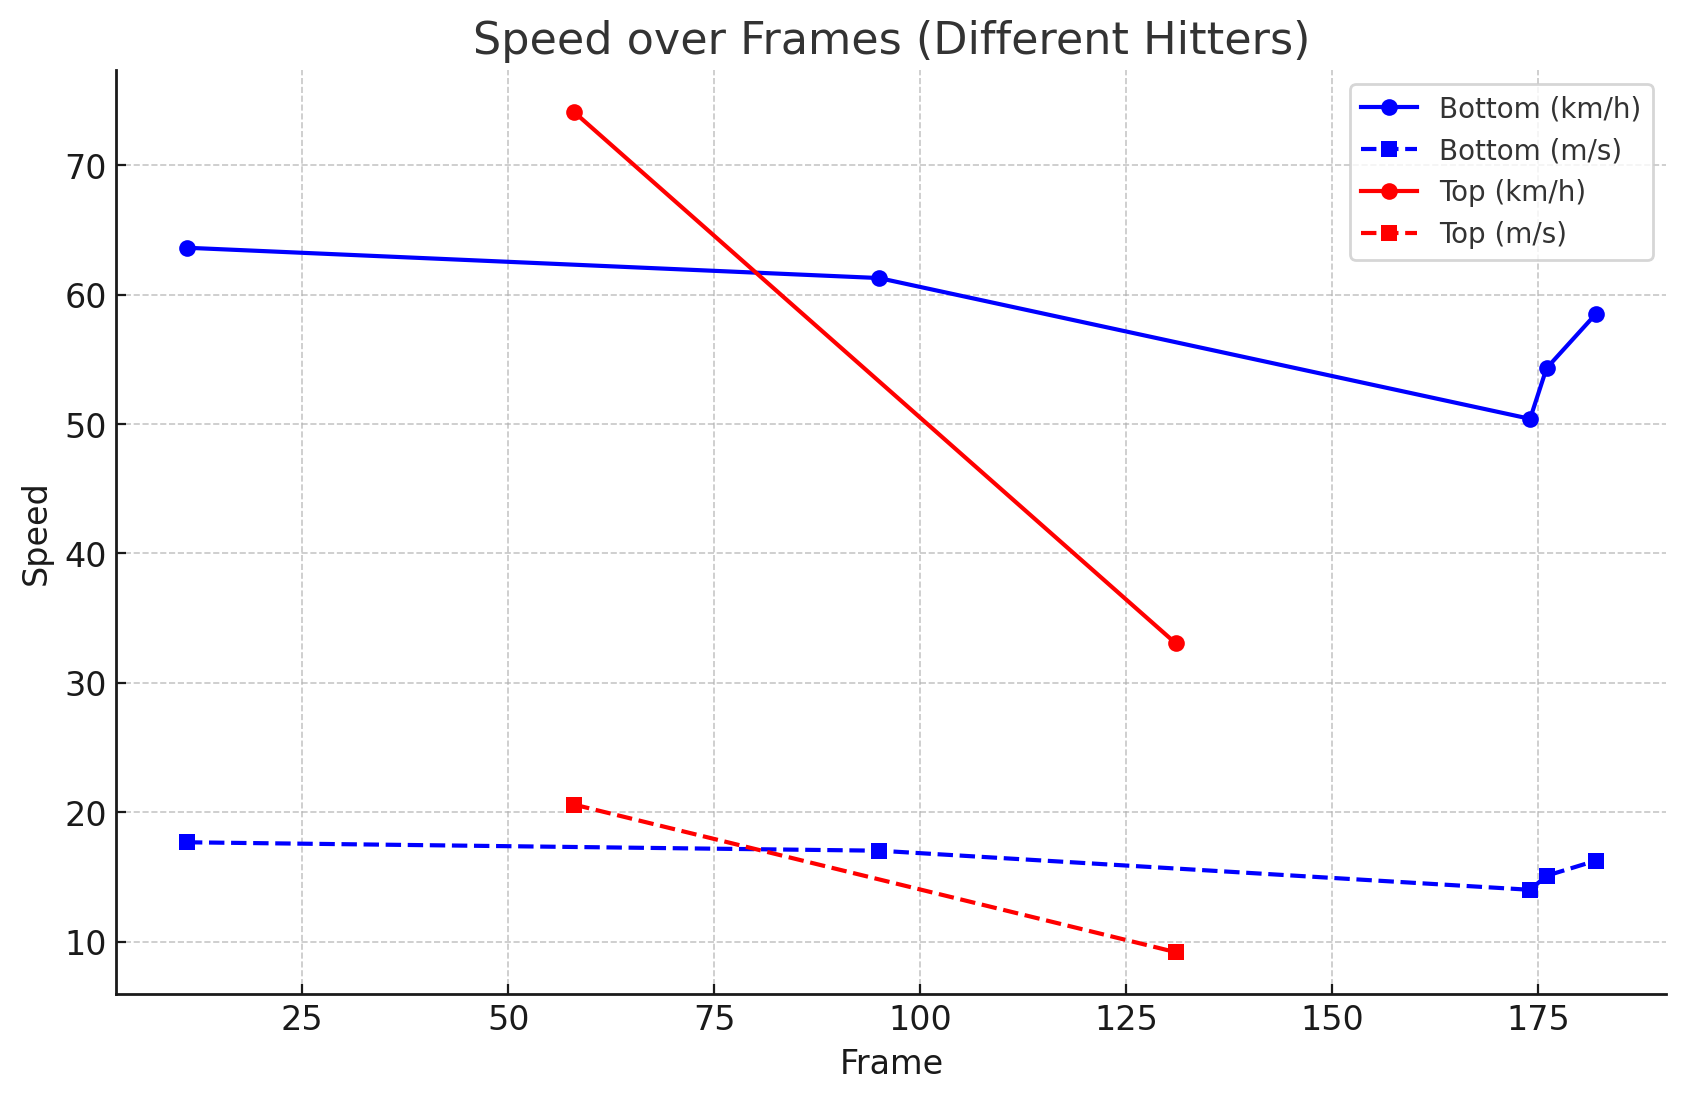 Speed over Frames (Different Hitters)
Bottom (km/h)
Bottom (m/s)
Top (km/h)
Top (m/s)
Speed
70
60
50
40
30
20
10
25 50 75 100 125 150 175
Frame